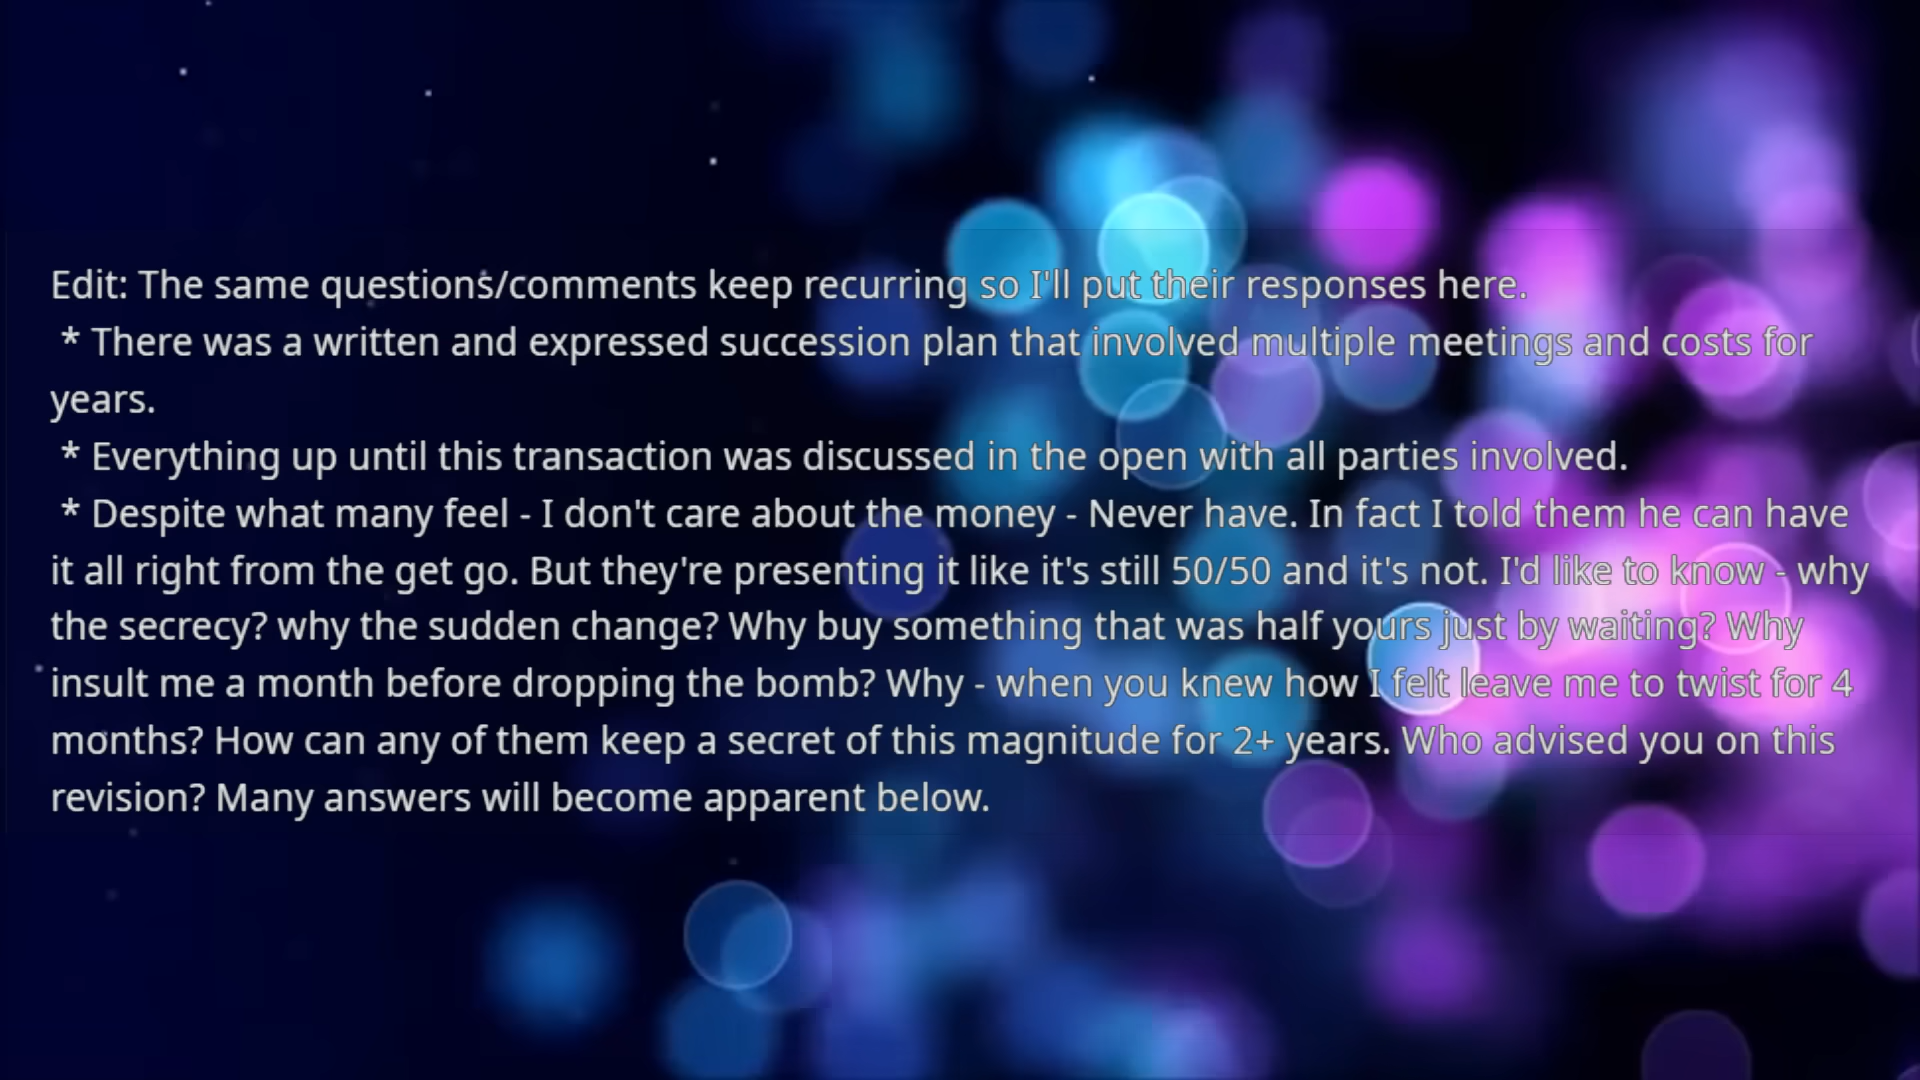 Edit: The same questions/comments keep recurring so I'll put their responses here.
* There was a written and expressed succession plan that involved multiple meetings and costs for
years.
* Everything up until this transaction was discussed in the open with all parties involved.
* Despite what many feel - I don't care about the money - Never have. In fact I told them he can have
it all right from the get go. But they're presenting it like it's still 50/50 and it's not. I'd like to know - why
the secrecy? why the sudden change? Why buy something that was half yours just by waiting? Why
insult me a month before dropping the bomb? Why - when you knew how I felt leave me to twist for 4
months? How can any of them keep a secret of this magnitude for 2+ years. Who advised you on this
revision? Many answers will become apparent below.